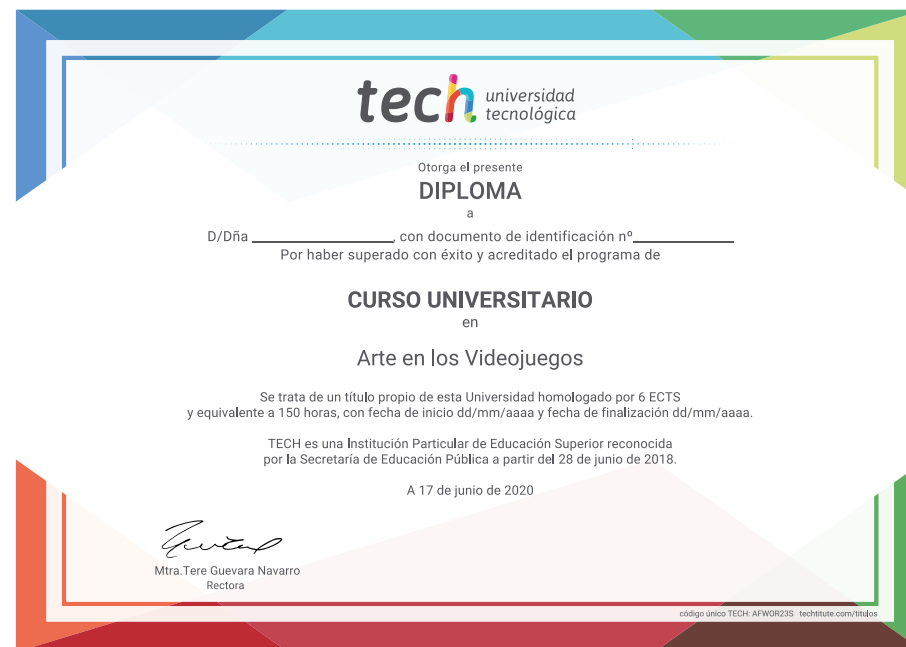 tech universidad
tecnológica
Otorga el presente
DIPLOMA
a
D/Dña ____________________, con documento de identificación nº______________
Por haber superado con éxito y acreditado el programa de
CURSO UNIVERSITARIO
en
Arte en los Videojuegos
Se trata de un título propio de esta Universidad homologado por 6 ECTS
y equivalente a 150 horas, con fecha de inicio dd/mm/aaaa y fecha de finalización dd/mm/aaaa.
TECH es una Institución Particular de Educación Superior reconocida
por la Secretaría de Educación Pública a partir del 28 de junio de 2018.
A 17 de junio de 2020
Mtra.Tere Guevara Navarro
Rectora
código único TECH: AFWOR23S techtitute.com/titulos